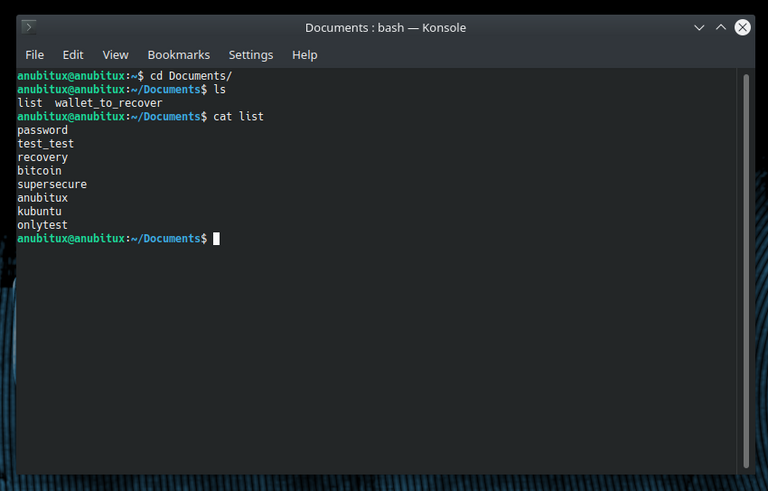 Documents : bash — Konsole
File Edit View Bookmarks Settings Help
anubitux@anubitux:~$ cd Documents/
anubitux@anubitux:~/Documents$ ls
list  wallet_to_recover
anubitux@anubitux:~/Documents$ cat list
password
test_test
recovery
bitcoin
supersecure
anubitux
kubuntu
onlytest
anubitux@anubitux:~/Documents$